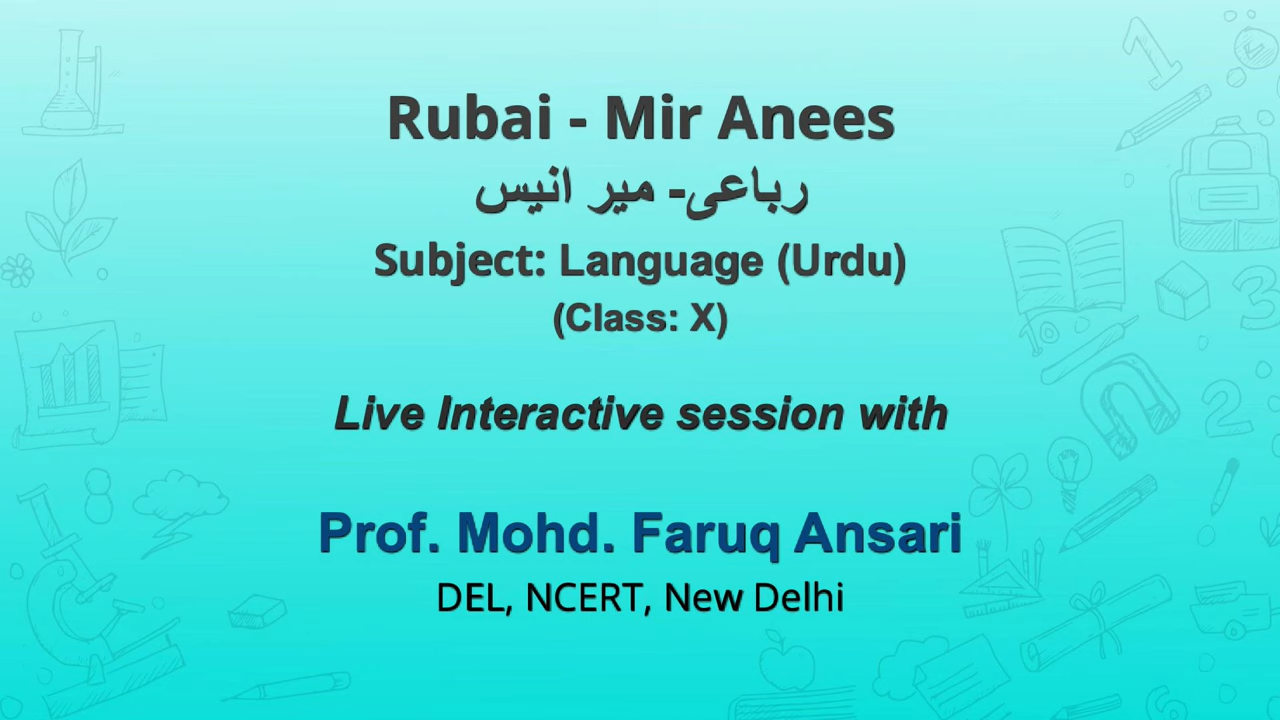 Rubai - Mir Anees
رباعی- میر انیس
Subject: Language (Urdu)
(Class: X)
Live Interactive session with
Prof. Mohd. Faruq Ansari
DEL, NCERT, New Delhi